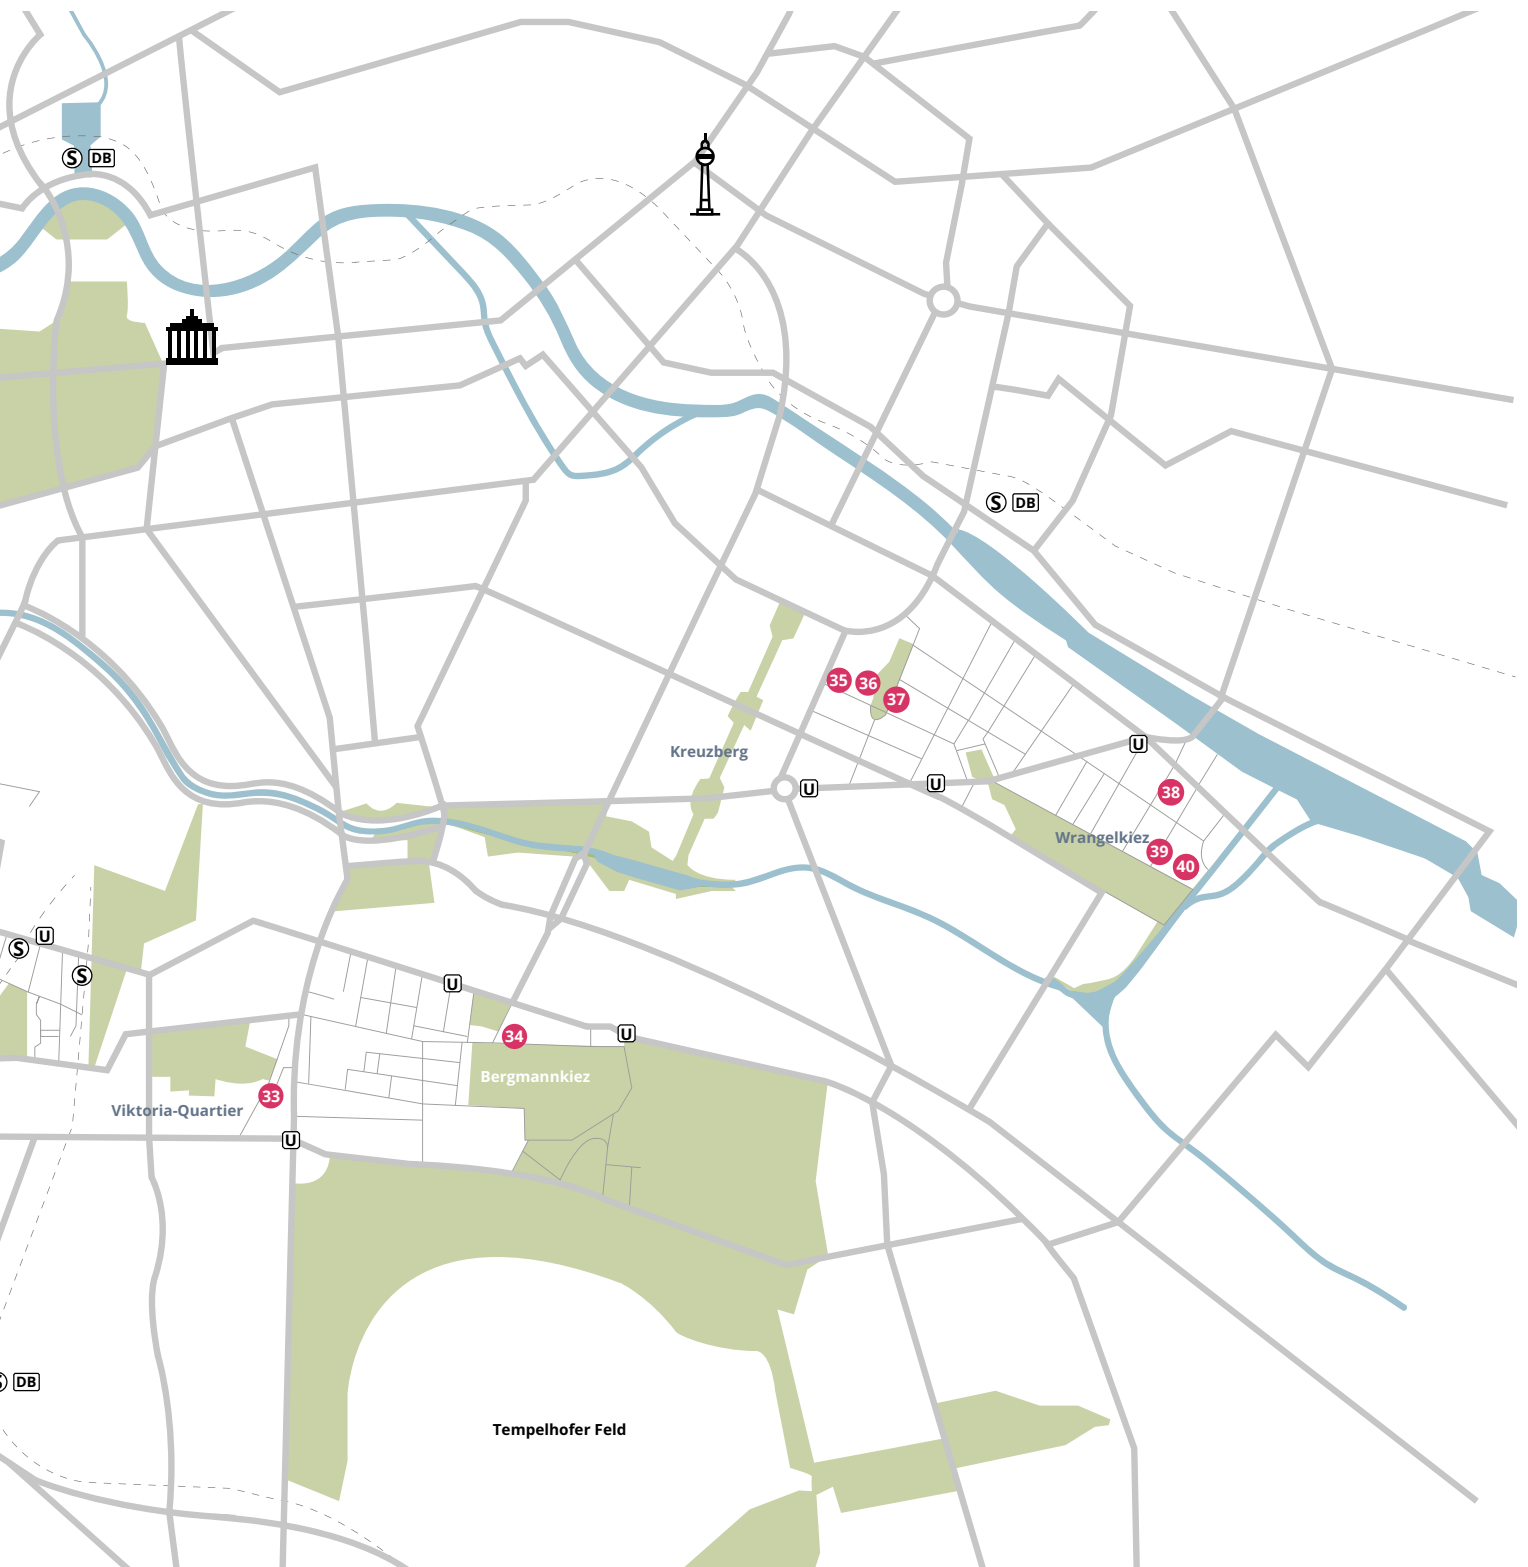 S DB
S DB
35 36
37
U
Kreuzberg
U
U
38
Wrangelkiez
39
40
U
S
S
U
34
U
Bergmannkiez
33
Viktoria-Quartier
U
S DB
Tempelhofer Feld